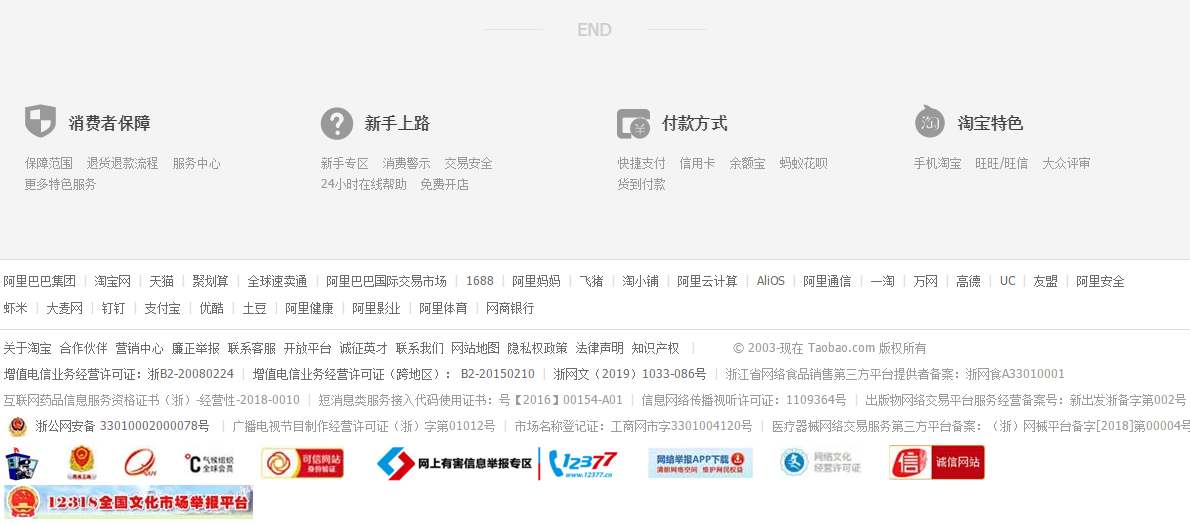 END
消费者保障
保障范围 退货退款流程 服务中心
更多特色服务
新手上路
新手专区 消费警示 交易安全
24小时在线帮助 免费开店
付款方式
快捷支付 信用卡 余额宝 蚂蚁花呗
货到付款
淘 淘宝特色
手机淘宝 旺旺/旺信 大众评审
阿里巴巴集团 | 淘宝网 | 天猫 | 聚划算 | 全球速卖通 | 阿里巴巴国际交易市场 | 1688 | 阿里妈妈 | 飞猪 | 淘小铺 | 阿里云计算 | AliOS | 阿里通信 | 一淘 | 万网 | 高德 | UC | 友盟 | 阿里安全
虾米 | 大麦网 | 钉钉 | 支付宝 | 优酷 | 土豆 | 阿里健康 | 阿里影业 | 阿里体育 | 网商银行
关于淘宝 合作伙伴 营销中心 廉正举报 联系客服 开放平台 诚征英才 联系我们 网站地图 隐私权政策 法律声明 知识产权 | © 2003-现在 Taobao.com 版权所有
增值电信业务经营许可证：浙B2-20080224 | 增值电信业务经营许可证（跨地区）： B2-20150210 | 浙网文（2019）1033-086号 | 浙江省网络食品销售第三方平台提供者备案：浙网食A33010001
互联网药品信息服务资格证书（浙）-经营性-2018-0010 | 短消息类服务接入代码使用证书：号【2016】00154-A01 | 信息网络传播视听许可证：1109364号 | 出版物网络交易平台服务经营备案号：新出发浙备字第002号
浙公网安备 33010002000078号 | 广播电视节目制作经营许可证（浙）字第01012号 | 市场名称登记证：工商网市字3301004120号 | 医疗器械网络交易服务第三方平台备案：（浙）网械平台备字[2018]第00004号
℃ 气候组织 全球会员 可信网站 身份验证 网上有害信息举报专区 12377 www.12377.cn 网络举报APP下载 清朗网络空间 维护网民权益 网络文化 经营许可证 信 诚信网站
12318全国文化市场举报平台